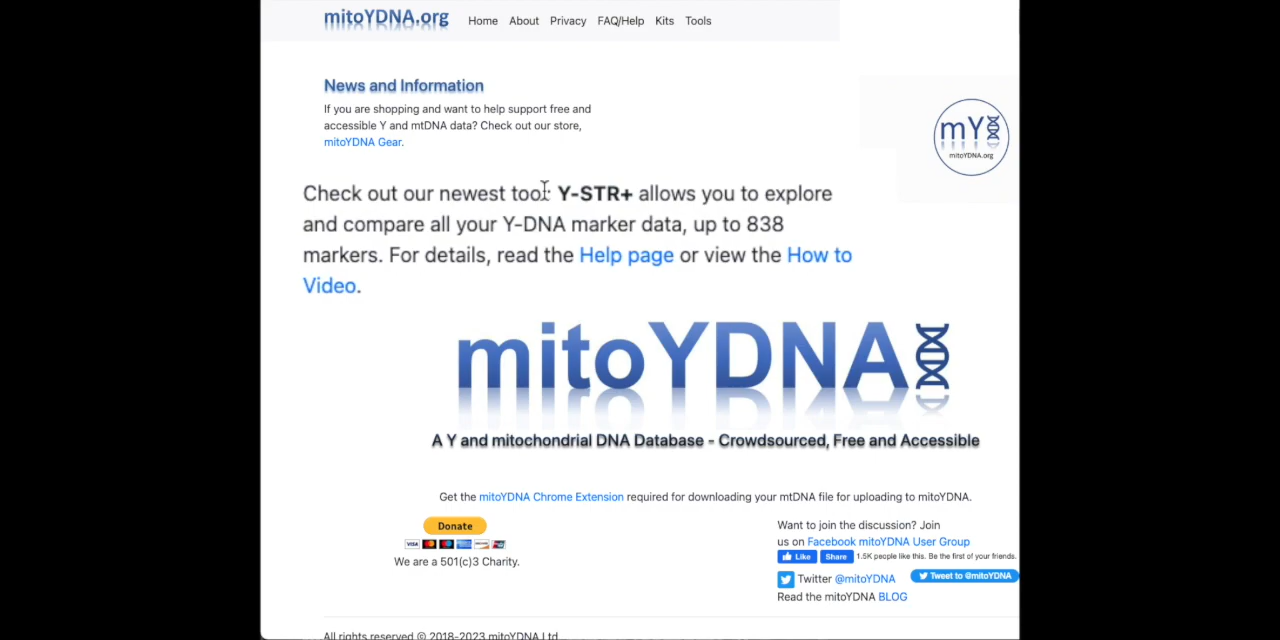 mitoYDNA.org Home About Privacy FAQ/Help Kits Tools
News and Information
If you are shopping and want to help support free and
accessible Y and mtDNA data? Check out our store,
mitoYDNA Gear.
mY
mitoYDNA.org
Check out our newest tool: Y-STR+ allows you to explore
and compare all your Y-DNA marker data, up to 838
markers. For details, read the Help page or view the How to
Video.
mitoYDNA
A Y and mitochondrial DNA Database - Crowdsourced, Free and Accessible
Get the mitoYDNA Chrome Extension required for downloading your mtDNA file for uploading to mitoYDNA.
Donate
VISA
We are a 501(c)3 Charity.
Want to join the discussion? Join
us on Facebook mitoYDNA User Group
Like Share 1.5K people like this. Be the first of your friends.
Twitter @mitoYDNA Tweet to @mitoYDNA
Read the mitoYDNA BLOG
All rights reserved © 2018-2023 mitoYDNA Ltd